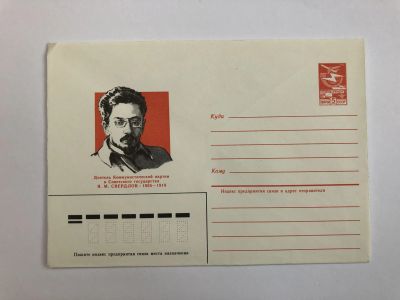 Деятель Коммунистической партии
и Советского государства
Я. М. СВЕРДЛОВ · 1885—1919
Куда
Кому
Индекс предприятия связи и адрес отправителя
Пишите индекс предприятия связи места назначения